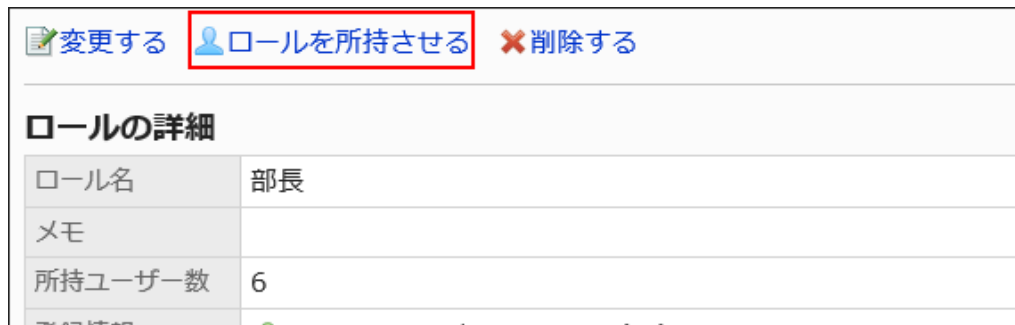 変更する ロールを所持させる 削除する
ロールの詳細
ロール名 部長
メモ
所持ユーザー数 6